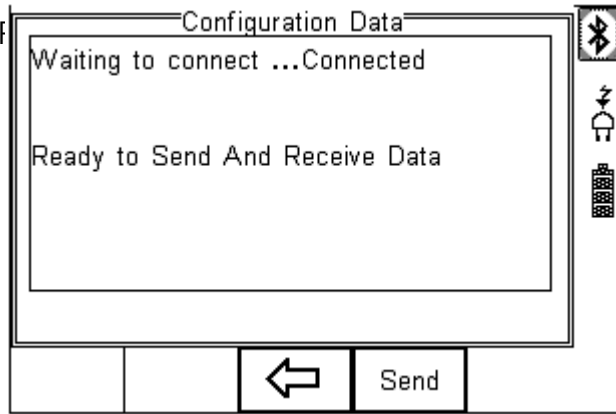 Configuration Data
Waiting to connect ...Connected
Ready to Send And Receive Data
Send